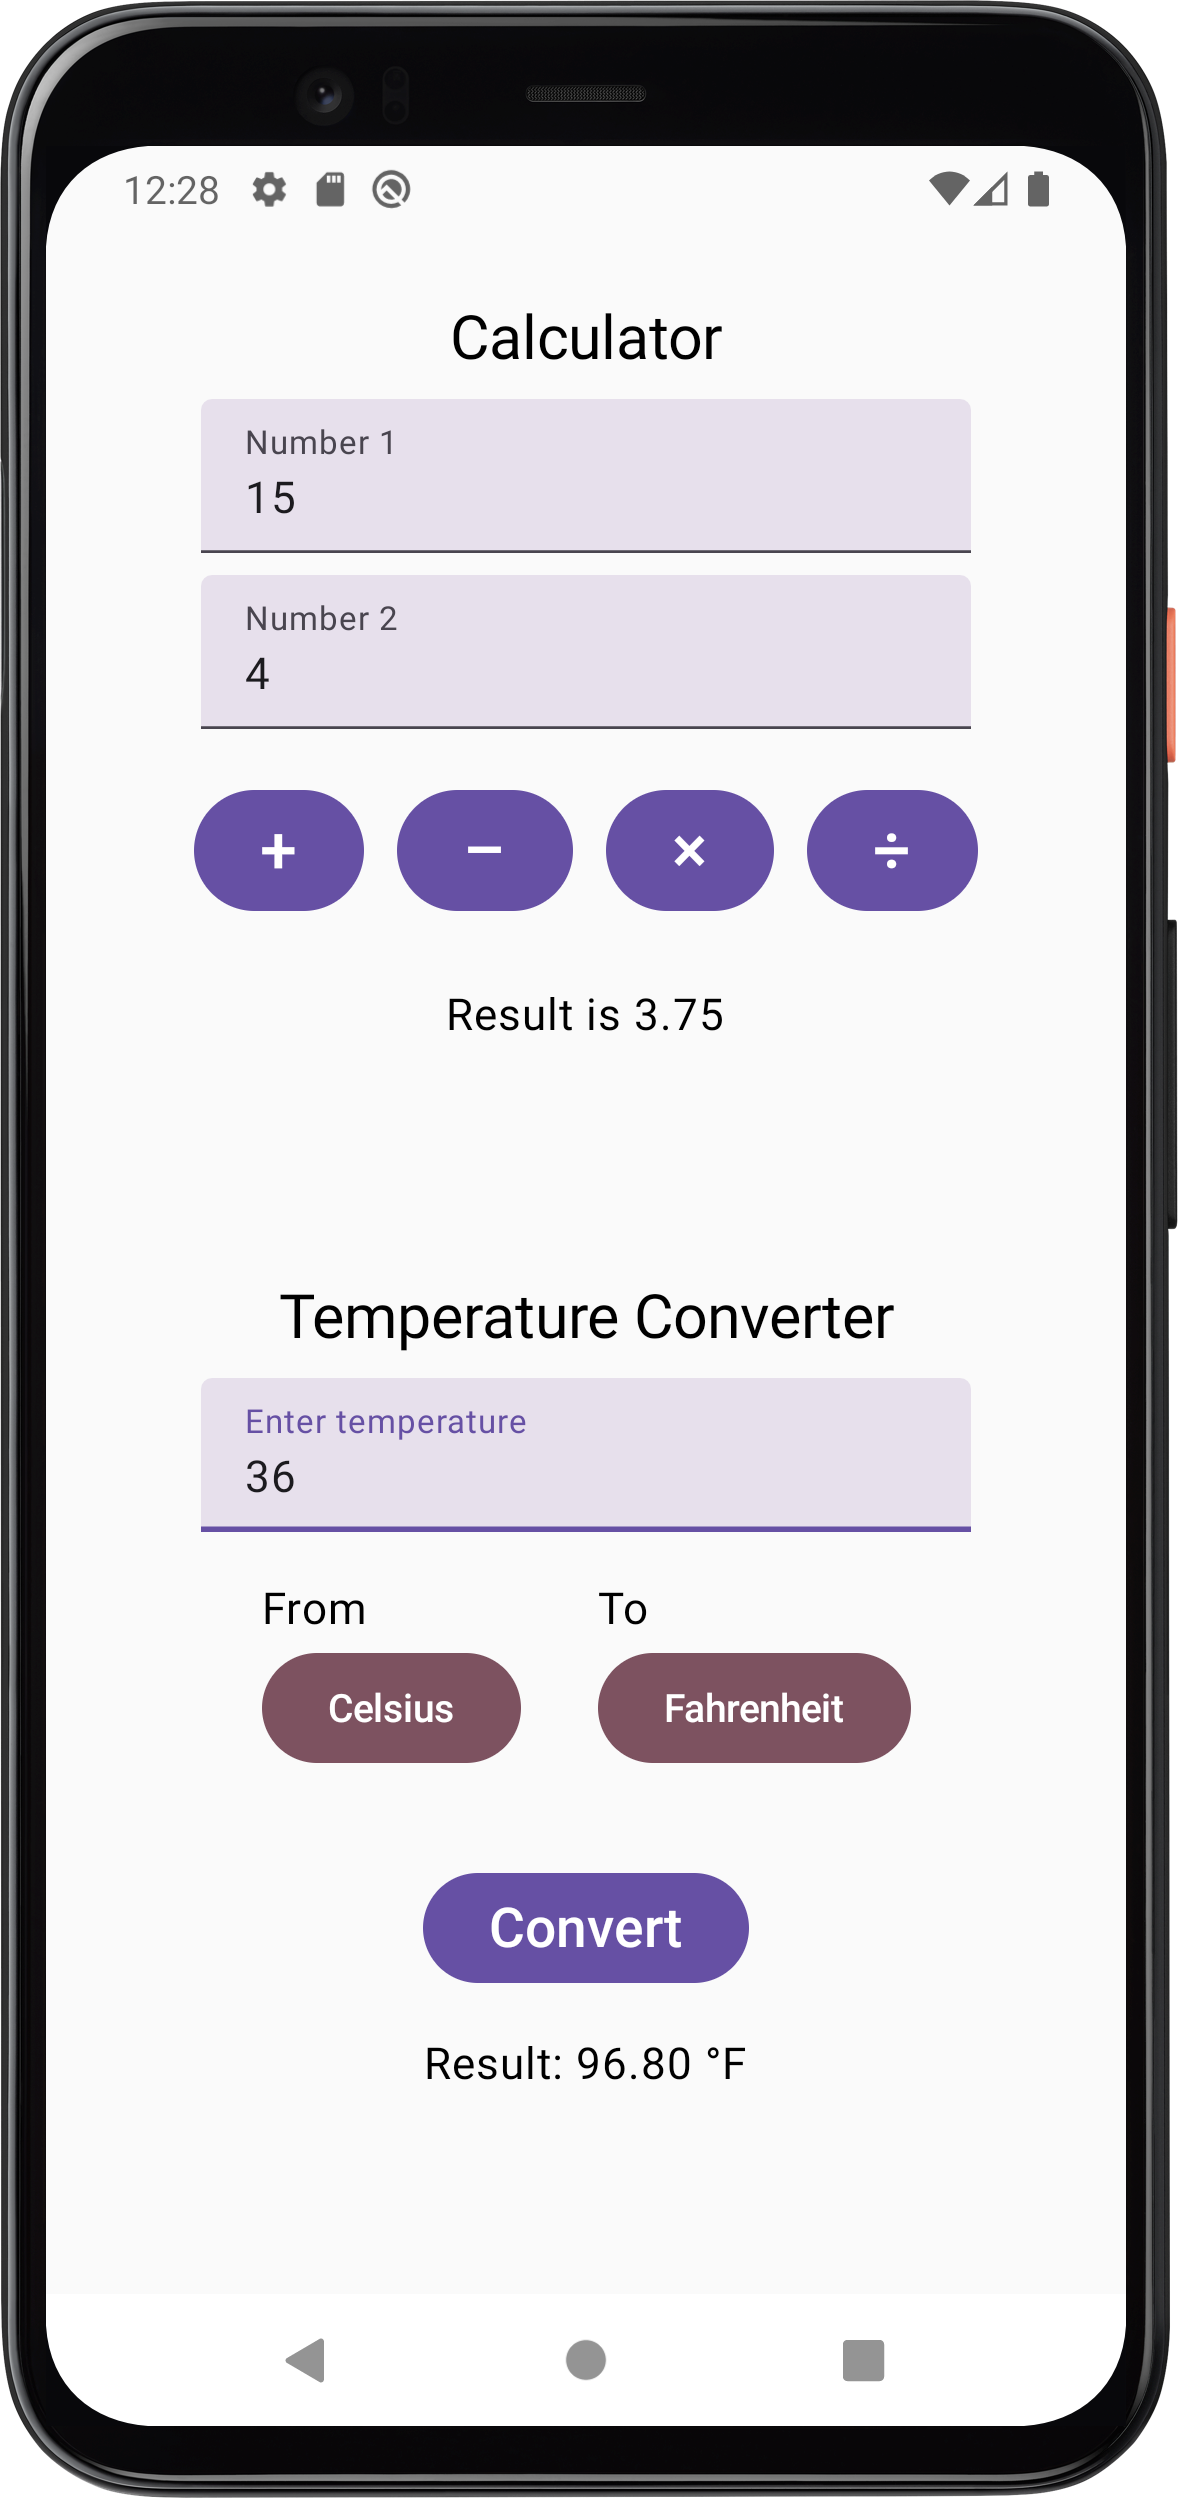 12:28
Calculator
Number 1
15
Number 2
4
+ − × ÷
Result is 3.75
Temperature Converter
Enter temperature
36
From To
Celsius Fahrenheit
Convert
Result: 96.80 °F